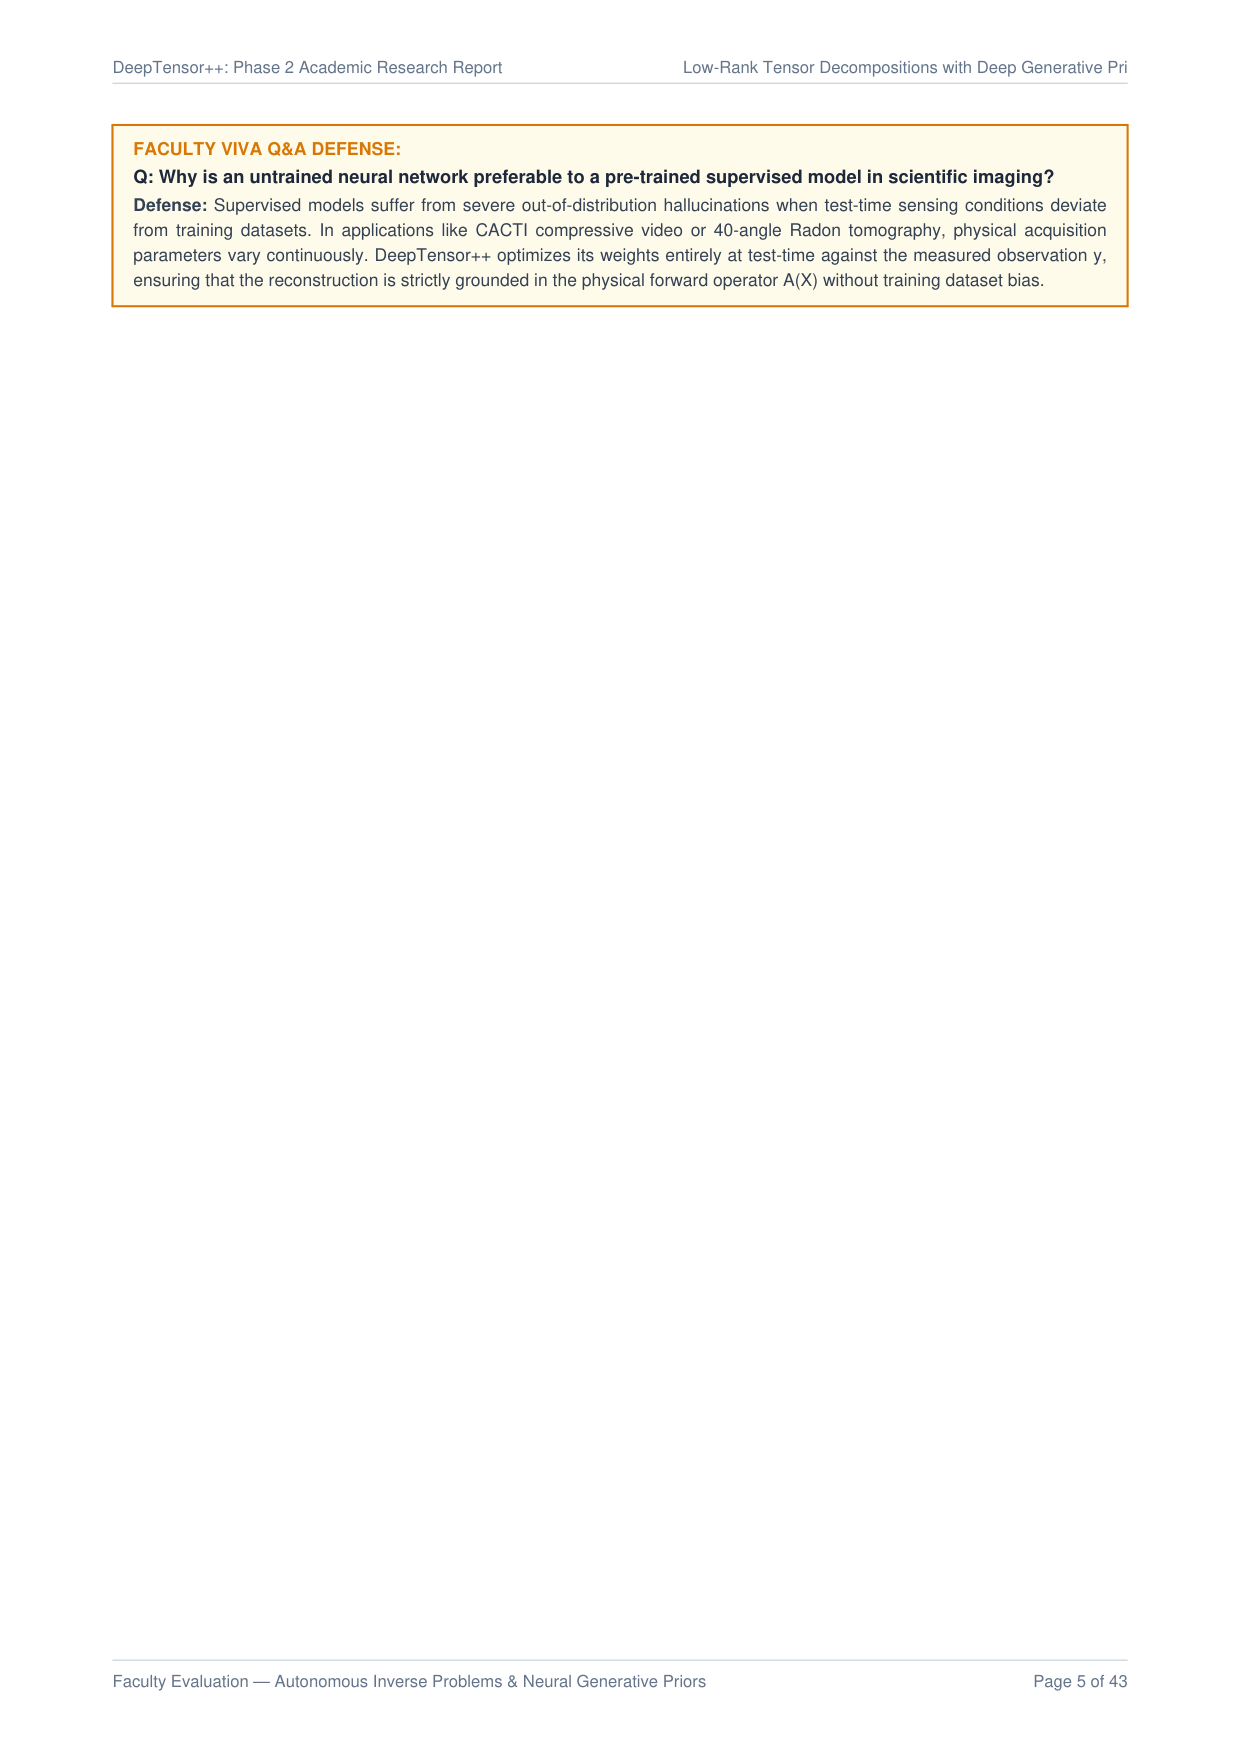 DeepTensor++: Phase 2 Academic Research Report
Low-Rank Tensor Decompositions with Deep Generative Pri
FACULTY VIVA Q&A DEFENSE:
Q: Why is an untrained neural network preferable to a pre-trained supervised model in scientific imaging?
Defense: Supervised models suffer from severe out-of-distribution hallucinations when test-time sensing conditions deviate
from training datasets. In applications like CACTI compressive video or 40-angle Radon tomography, physical acquisition
parameters vary continuously. DeepTensor++ optimizes its weights entirely at test-time against the measured observation y,
ensuring that the reconstruction is strictly grounded in the physical forward operator A(X) without training dataset bias.
Faculty Evaluation — Autonomous Inverse Problems & Neural Generative Priors
Page 5 of 43